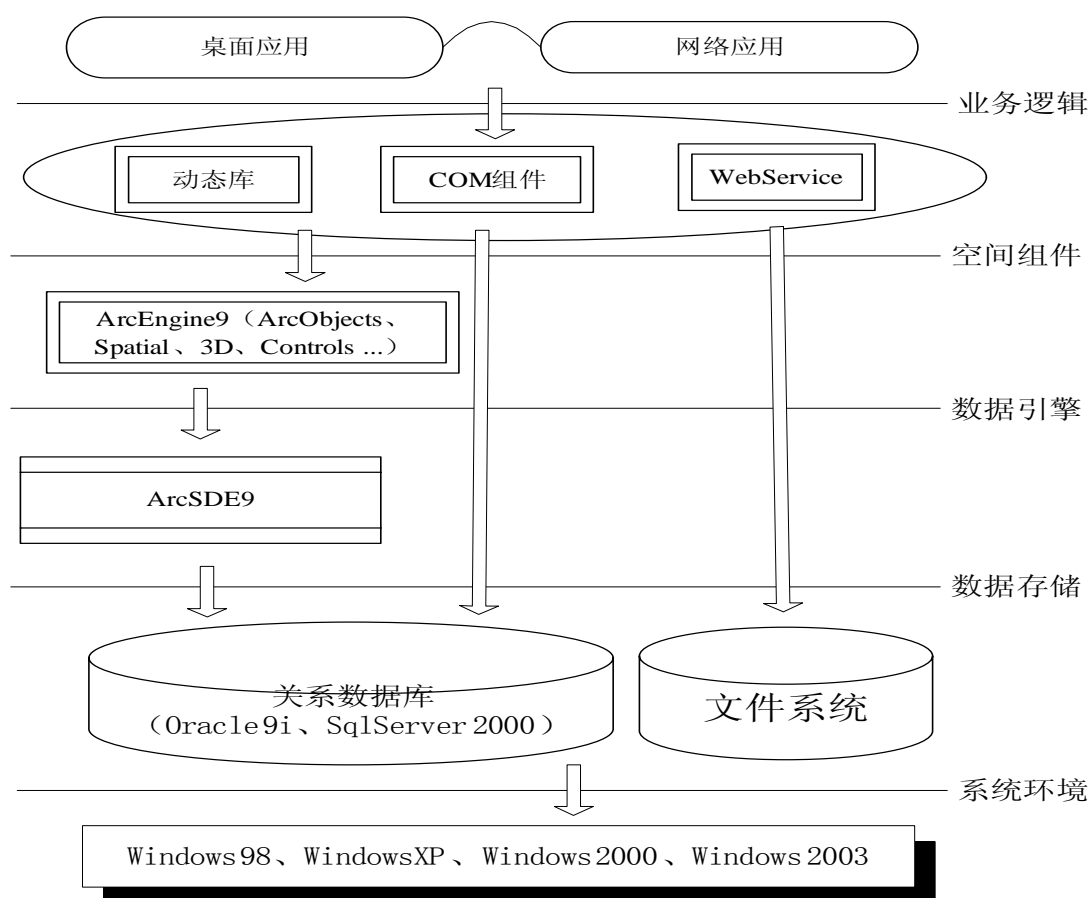 桌面应用
网络应用
业务逻辑
动态库
COM组件
WebService
空间组件
ArcEngine9（ArcObjects、
Spatial、3D、Controls ...）
数据引擎
ArcSDE9
数据存储
关系数据库
（Oracle9i、SqlServer 2000）
文件系统
系统环境
Windows98、WindowsXP、Windows2000、Windows2003